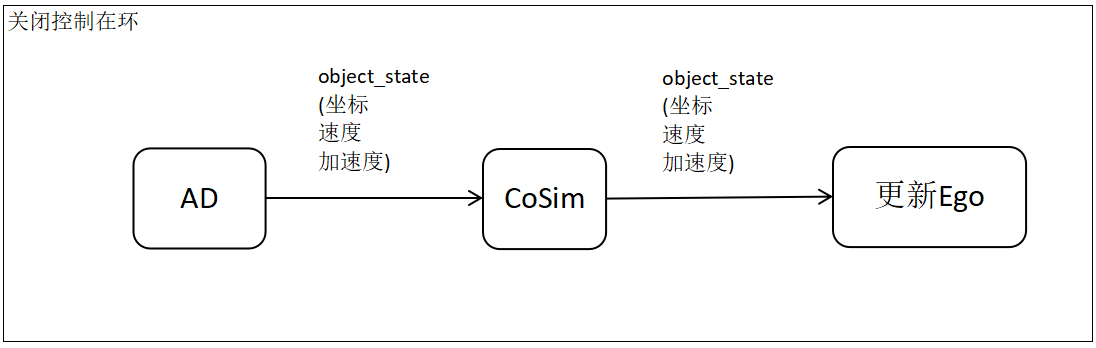 关闭控制在环
object_state
(坐标
速度
加速度)
object_state
(坐标
速度
加速度)
AD
CoSim
更新Ego